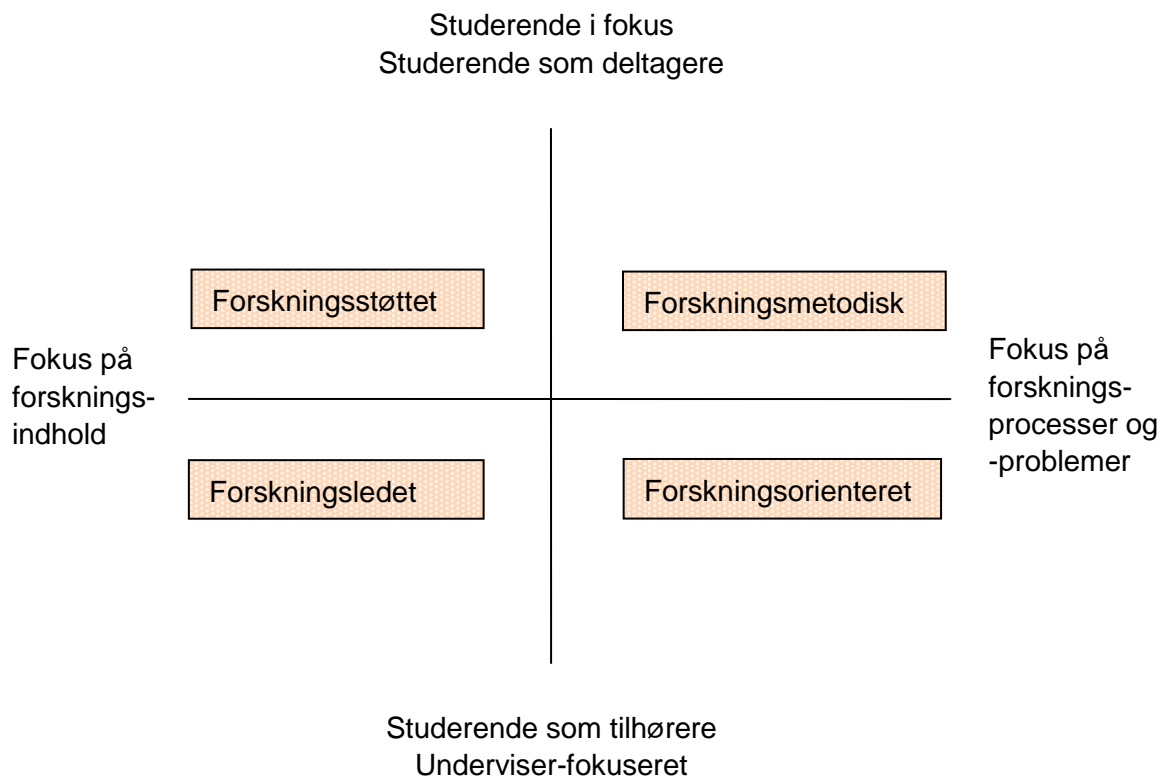 Studerende i fokus
Studerende som deltagere
Forskningsstøttet
Forskningsmetodisk
Fokus på
forsknings-
indhold
Fokus på
forsknings-
processer og
-problemer
Forskningsledet
Forskningsorienteret
Studerende som tilhørere
Underviser-fokuseret